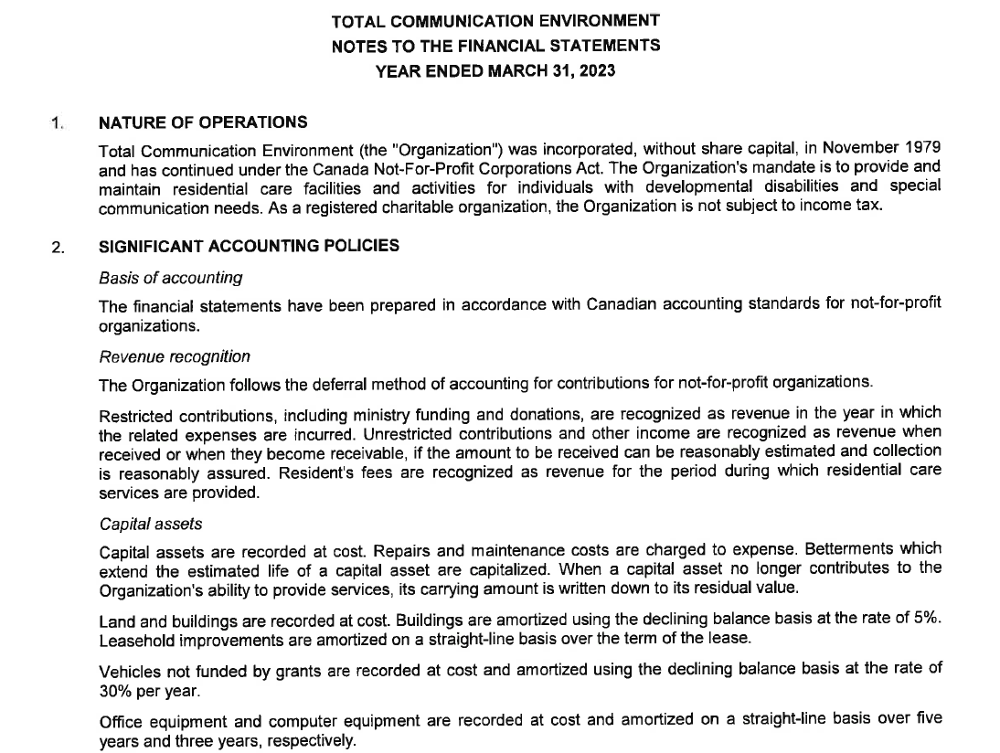 TOTAL COMMUNICATION ENVIRONMENT
NOTES TO THE FINANCIAL STATEMENTS
YEAR ENDED MARCH 31, 2023
1. NATURE OF OPERATIONS
Total Communication Environment (the "Organization") was incorporated, without share capital, in November 1979
and has continued under the Canada Not-For-Profit Corporations Act. The Organization's mandate is to provide and
maintain residential care facilities and activities for individuals with developmental disabilities and special
communication needs. As a registered charitable organization, the Organization is not subject to income tax.
2. SIGNIFICANT ACCOUNTING POLICIES
Basis of accounting
The financial statements have been prepared in accordance with Canadian accounting standards for not-for-profit
organizations.
Revenue recognition
The Organization follows the deferral method of accounting for contributions for not-for-profit organizations.
Restricted contributions, including ministry funding and donations, are recognized as revenue in the year in which
the related expenses are incurred. Unrestricted contributions and other income are recognized as revenue when
received or when they become receivable, if the amount to be received can be reasonably estimated and collection
is reasonably assured. Resident's fees are recognized as revenue for the period during which residential care
services are provided.
Capital assets
Capital assets are recorded at cost. Repairs and maintenance costs are charged to expense. Betterments which
extend the estimated life of a capital asset are capitalized. When a capital asset no longer contributes to the
Organization's ability to provide services, its carrying amount is written down to its residual value.
Land and buildings are recorded at cost. Buildings are amortized using the declining balance basis at the rate of 5%.
Leasehold improvements are amortized on a straight-line basis over the term of the lease.
Vehicles not funded by grants are recorded at cost and amortized using the declining balance basis at the rate of
30% per year.
Office equipment and computer equipment are recorded at cost and amortized on a straight-line basis over five
years and three years, respectively.